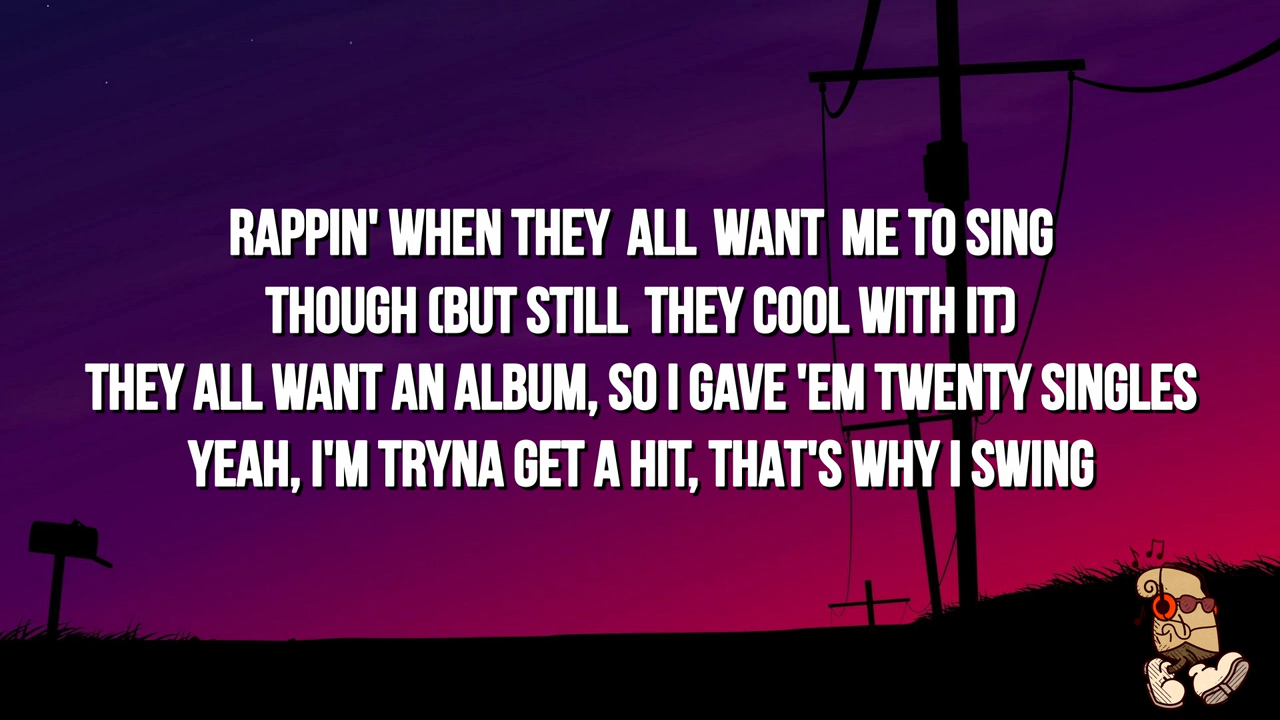 RAPPIN' WHEN THEY ALL WANT ME TO SING
THOUGH (BUT STILL THEY COOL WITH IT)
THEY ALL WANT AN ALBUM, SO I GAVE 'EM TWENTY SINGLES
YEAH, I'M TRYNA GET A HIT, THAT'S WHY I SWING